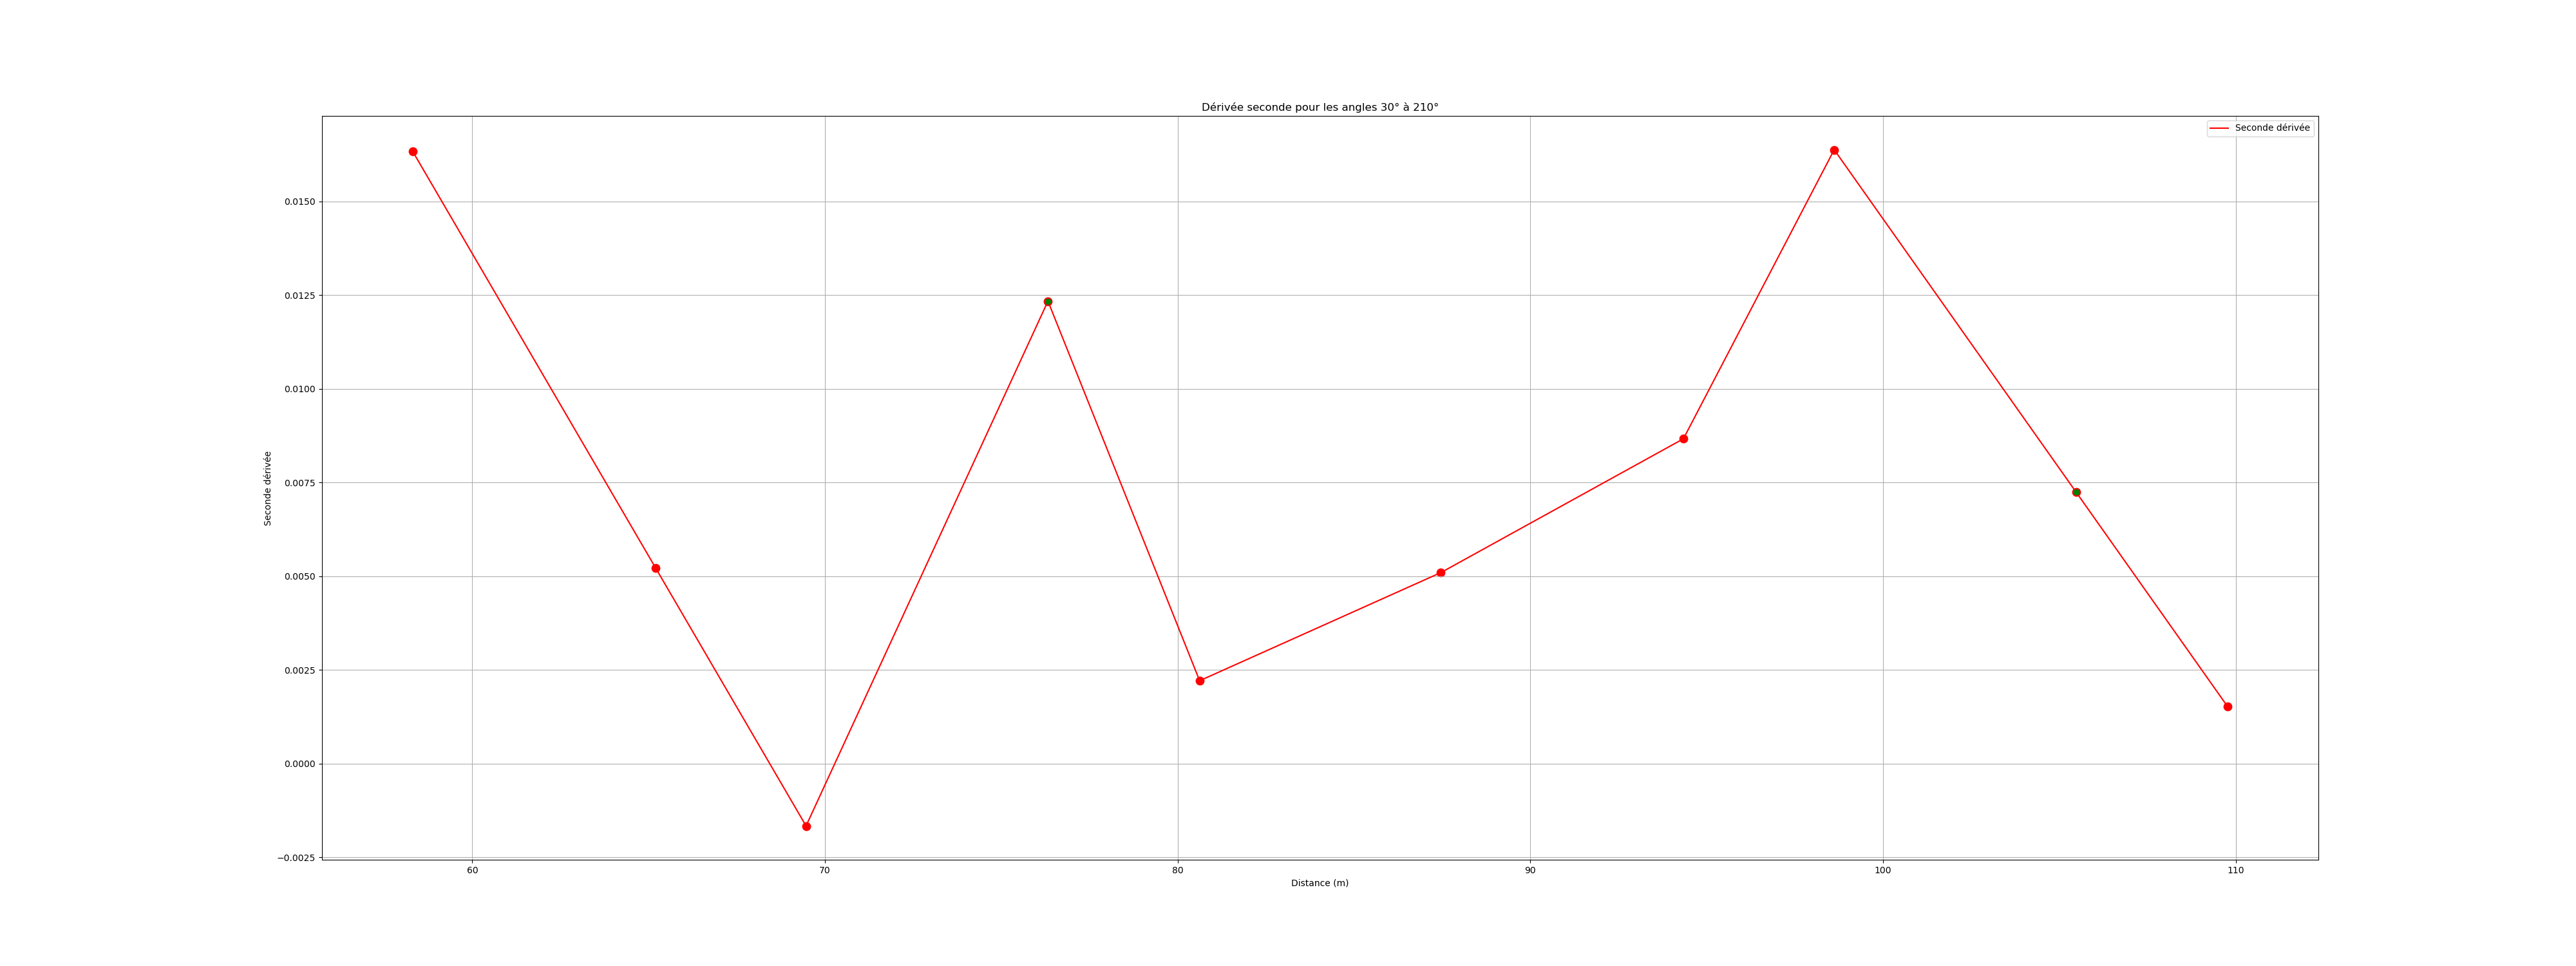 Dérivée seconde pour les angles 30° à 210°
Seconde dérivée
0.0150
0.0125
0.0100
0.0075
0.0050
0.0025
0.0000
−0.0025
Seconde dérivée
60 70 80 90 100 110
Distance (m)